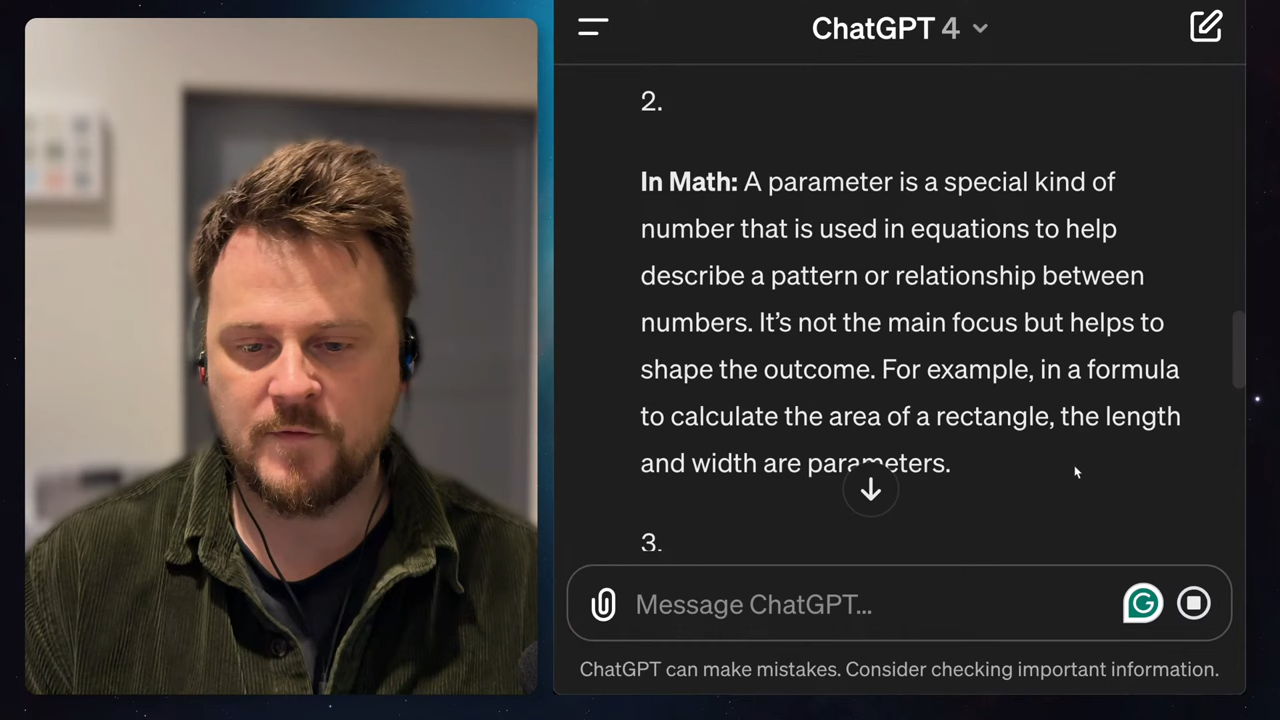 ChatGPT 4
2.
In Math: A parameter is a special kind of
number that is used in equations to help
describe a pattern or relationship between
numbers. It’s not the main focus but helps to
shape the outcome. For example, in a formula
to calculate the area of a rectangle, the length
and width are parameters.
3.
Message ChatGPT...
ChatGPT can make mistakes. Consider checking important information.